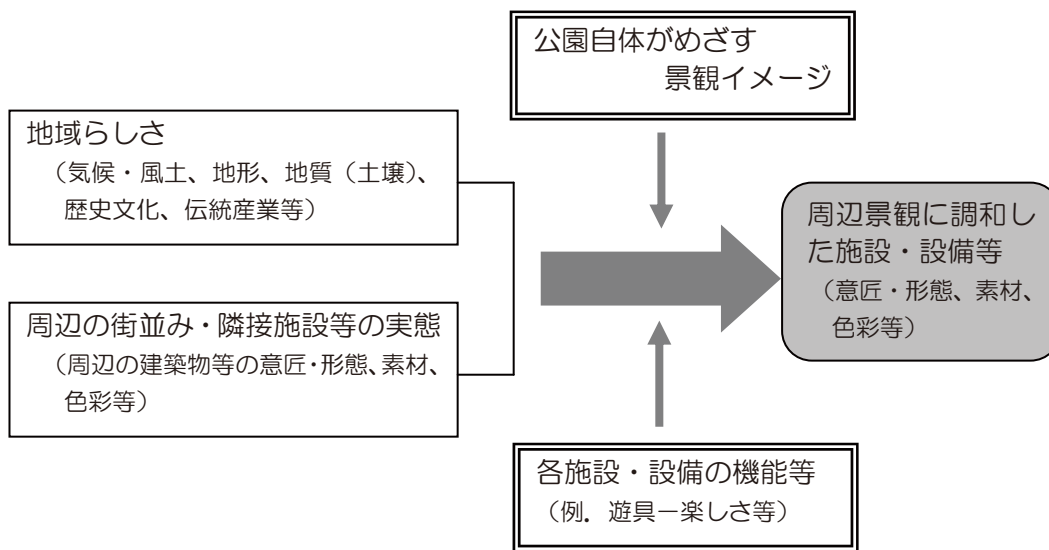 公園自体がめざす
景観イメージ
地域らしさ
（気候・風土、地形、地質（土壌）、
歴史文化、伝統産業等）
周辺の街並み・隣接施設等の実態
（周辺の建築物等の意匠・形態、素材、
色彩等）
周辺景観に調和し
た施設・設備等
（意匠・形態、素材、
色彩等）
各施設・設備の機能等
（例．遊具－楽しさ等）